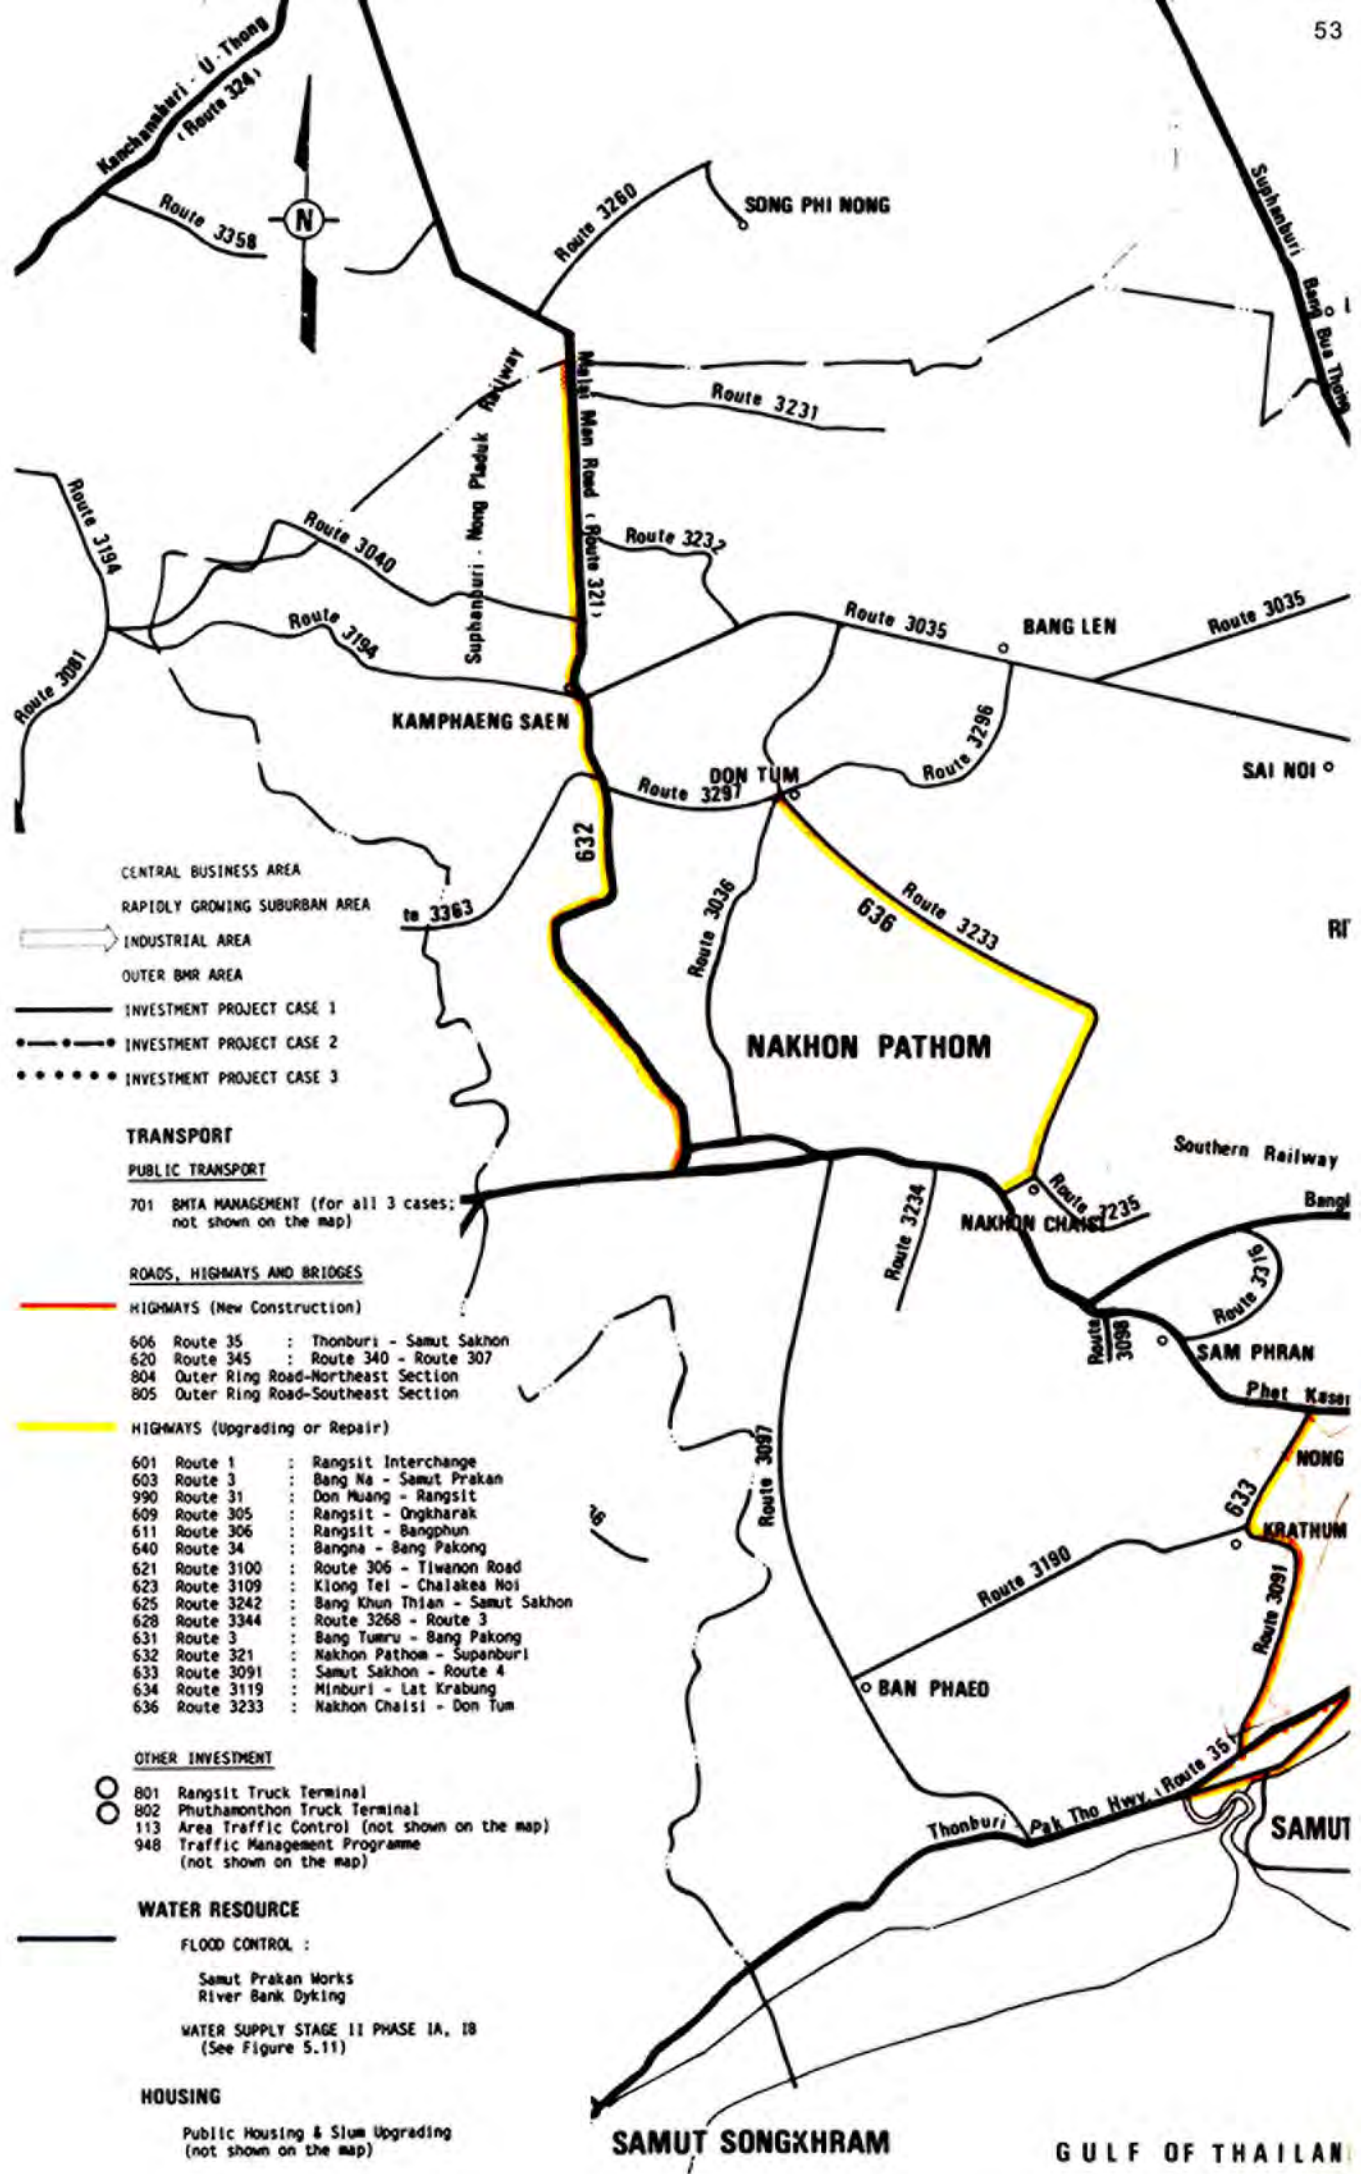 53
Kanchanaburi - U - Thong
(Route 324)
Route 3358
N
Route 3260
SONG PHI NONG
Suphanburi Bang Bua Thong
Suphanburi - Nong Pladuk Railway
Malai Man Road (Route 321)
Route 3231
Route 3194
Route 3040
Route 3232
Route 3194
Route 3035
BANG LEN
Route 3035
Route 3081
KAMPHAENG SAEN
Route 3296
DON TUM
Route 3297
SAI NOI
632
te 3363
Route 3036
636
Route 3233
NAKHON PATHOM
CENTRAL BUSINESS AREA
RAPIDLY GROWING SUBURBAN AREA
INDUSTRIAL AREA
OUTER BMR AREA
INVESTMENT PROJECT CASE 1
INVESTMENT PROJECT CASE 2
INVESTMENT PROJECT CASE 3
TRANSPORT
PUBLIC TRANSPORT
701 BMTA MANAGEMENT (for all 3 cases;
not shown on the map)
ROADS, HIGHWAYS AND BRIDGES
HIGHWAYS (New Construction)
606 Route 35 : Thonburi - Samut Sakhon
620 Route 345 : Route 340 - Route 307
804 Outer Ring Road-Northeast Section
805 Outer Ring Road-Southeast Section
HIGHWAYS (Upgrading or Repair)
601 Route 1 : Rangsit Interchange
603 Route 3 : Bang Na - Samut Prakan
990 Route 31 : Don Muang - Rangsit
609 Route 305 : Rangsit - Ongkharak
611 Route 306 : Rangsit - Bangphun
640 Route 34 : Bangna - Bang Pakong
621 Route 3100 : Route 306 - Tiwanon Road
623 Route 3109 : Klong Tei - Chalakea Noi
625 Route 3242 : Bang Khun Thian - Samut Sakhon
628 Route 3344 : Route 3268 - Route 3
631 Route 3 : Bang Tumru - Bang Pakong
632 Route 321 : Nakhon Pathom - Supanburi
633 Route 3091 : Samut Sakhon - Route 4
634 Route 3119 : Minburi - Lat Krabung
636 Route 3233 : Nakhon Chaisi - Don Tum
OTHER INVESTMENT
801 Rangsit Truck Terminal
802 Phuthamonthon Truck Terminal
113 Area Traffic Control (not shown on the map)
948 Traffic Management Programme
(not shown on the map)
WATER RESOURCE
FLOOD CONTROL :
Samut Prakan Works
River Bank Dyking
WATER SUPPLY STAGE II PHASE IA, IB
(See Figure 5.11)
HOUSING
Public Housing & Slum Upgrading
(not shown on the map)
Southern Railway
Route 3234
Route 3235
NAKHON CHAISI
Bangl
Route 3316
Route 3098
SAM PHRAN
Phet Kaser
Route 3097
NONG
633
KRATHUM
Route 3190
Route 3091
BAN PHAEO
Thonburi - Pak Tho Hwy. (Route 35)
SAMUT
SAMUT SONGKHRAM
GULF OF THAILAN